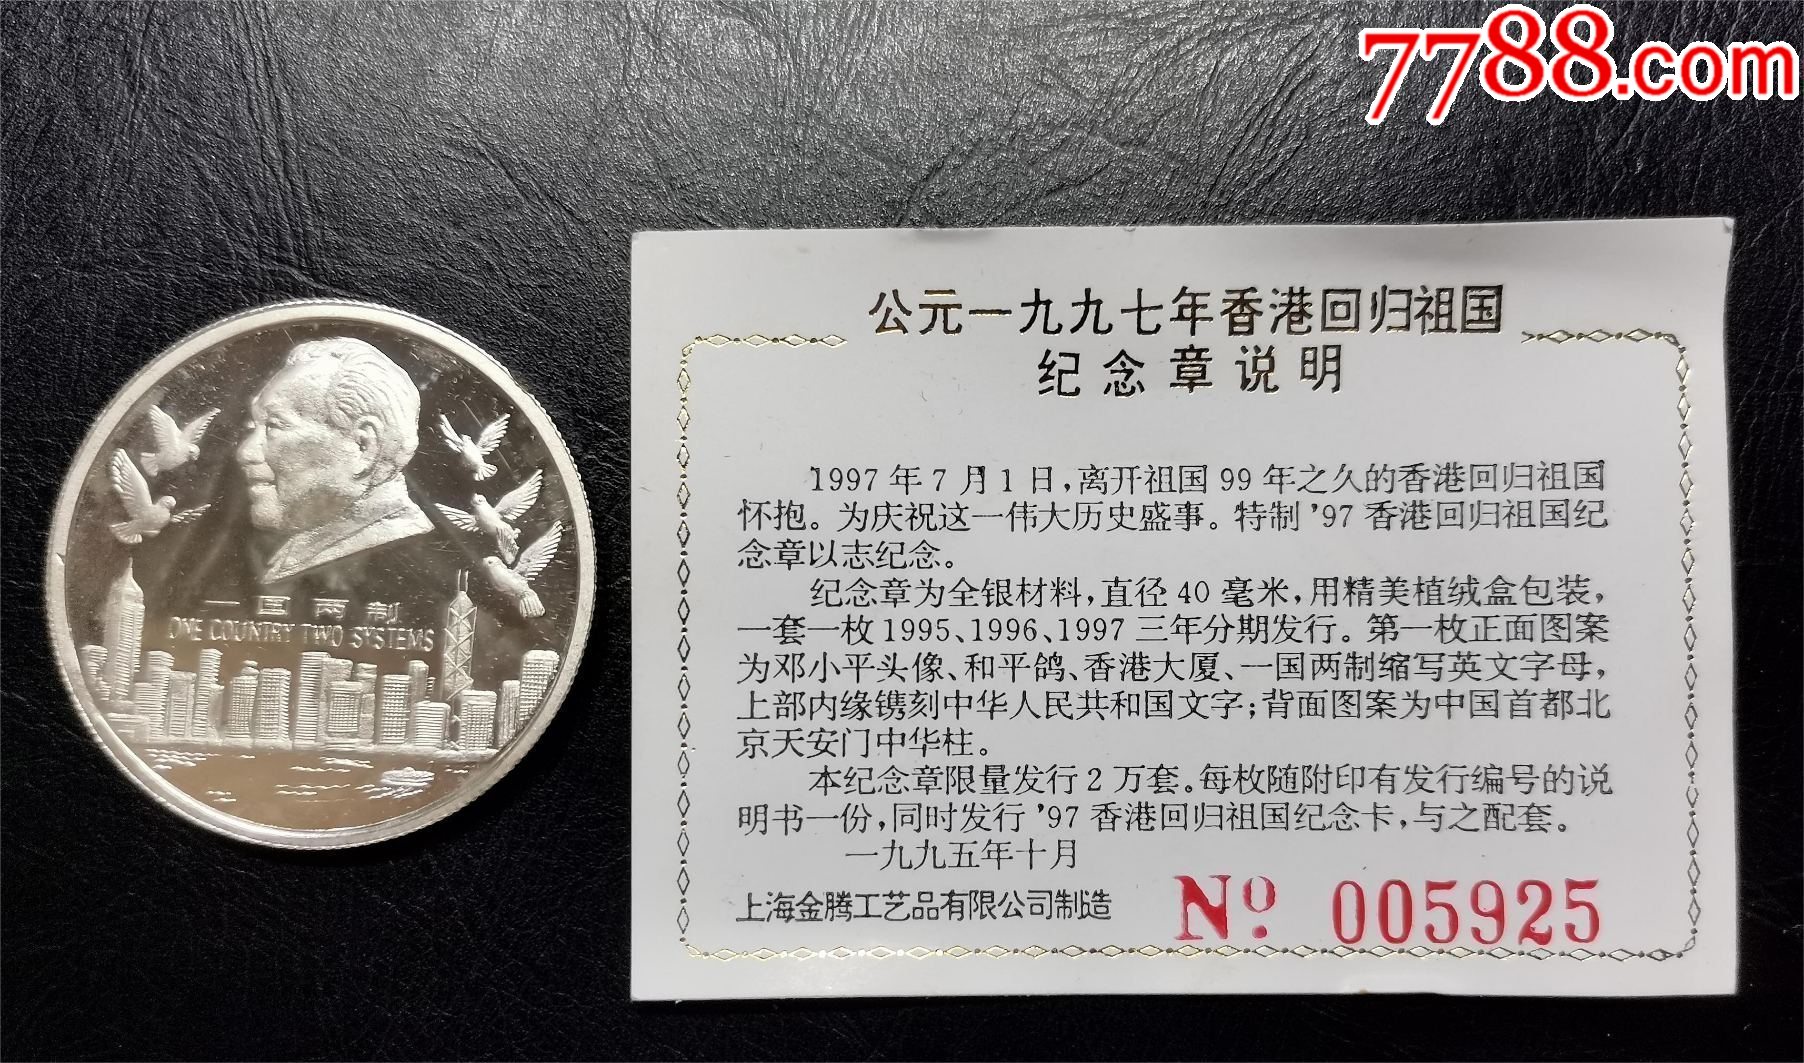 7788.com
公元一九九七年香港回归祖国
纪念章说明
1997年7月1日,离开祖国99年之久的香港回归祖国
怀抱。为庆祝这一伟大历史盛事。特制'97香港回归祖国纪
念章以志纪念。
纪念章为全银材料,直径40毫米,用精美植绒盒包装,
一套一枚1995、1996、1997三年分期发行。第一枚正面图案
为邓小平头像、和平鸽、香港大厦、一国两制缩写英文字母,
上部内缘镌刻中华人民共和国文字;背面图案为中国首都北
京天安门中华柱。
本纪念章限量发行2万套。每枚随附印有发行编号的说
明书一份,同时发行'97香港回归祖国纪念卡,与之配套。
一九九五年十月
上海金腾工艺品有限公司制造
Nº 005925
一国两制
ONE COUNTRY TWO SYSTEMS